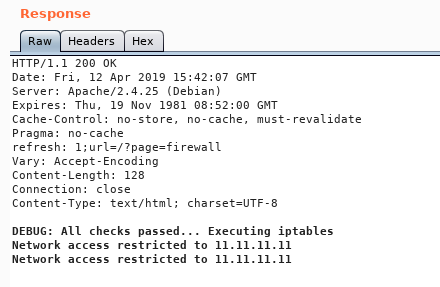 Response
Raw
Headers
Hex
HTTP/1.1 200 OK
Date: Fri, 12 Apr 2019 15:42:07 GMT
Server: Apache/2.4.25 (Debian)
Expires: Thu, 19 Nov 1981 08:52:00 GMT
Cache-Control: no-store, no-cache, must-revalidate
Pragma: no-cache
refresh: 1;url=/?page=firewall
Vary: Accept-Encoding
Content-Length: 128
Connection: close
Content-Type: text/html; charset=UTF-8
DEBUG: All checks passed... Executing iptables
Network access restricted to 11.11.11.11
Network access restricted to 11.11.11.11